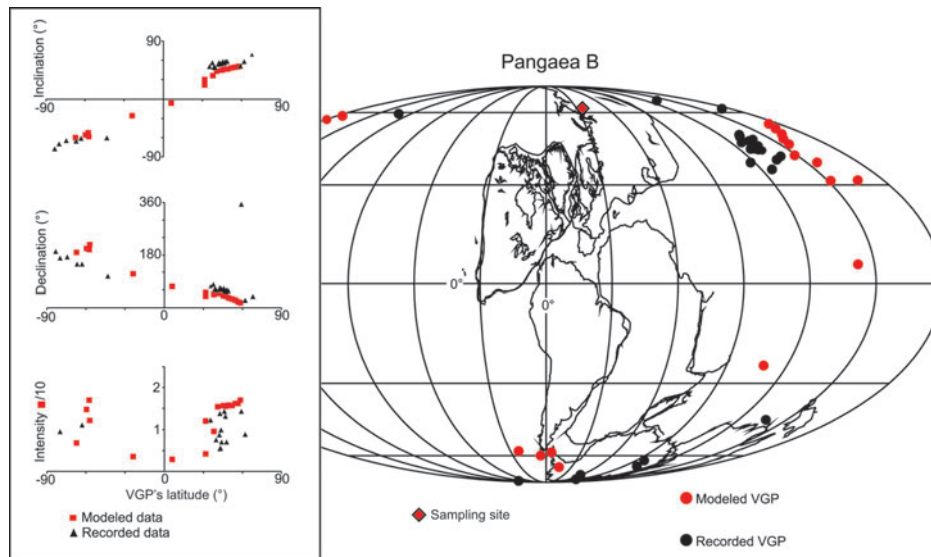 Inclination (°)
90
-90
90
-90
Declination (°)
360
180
-90
0
90
Intensity π/10
2
1
-90
0
90
VGP's latitude (°)
Modeled data
Recorded data
Pangaea B
0°
0°
Sampling site
Modeled VGP
Recorded VGP